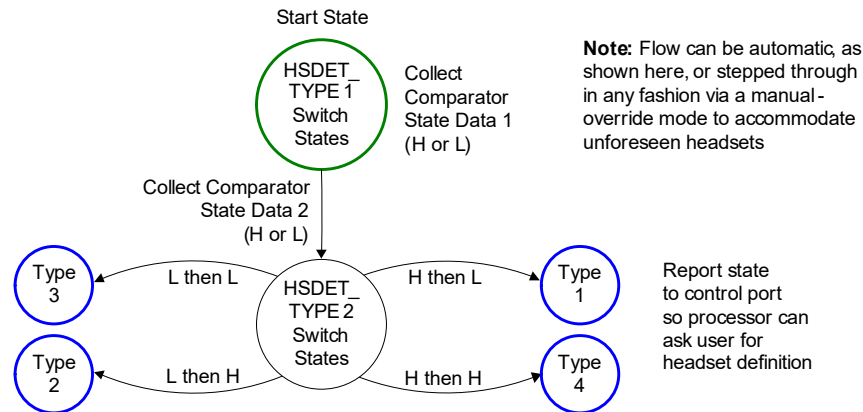 Start State
HSDET_
TYPE 1
Switch
States
Collect
Comparator
State Data 1
(H or L)
Note: Flow can be automatic, as
shown here, or stepped through
in any fashion via a manual-
override mode to accommodate
unforeseen headsets
Collect Comparator
State Data 2
(H or L)
Type
3
L then L
HSDET_
TYPE 2
Switch
States
H then L
Type
1
Type
2
L then H
H then H
Type
4
Report state
to control port
so processor can
ask user for
headset definition